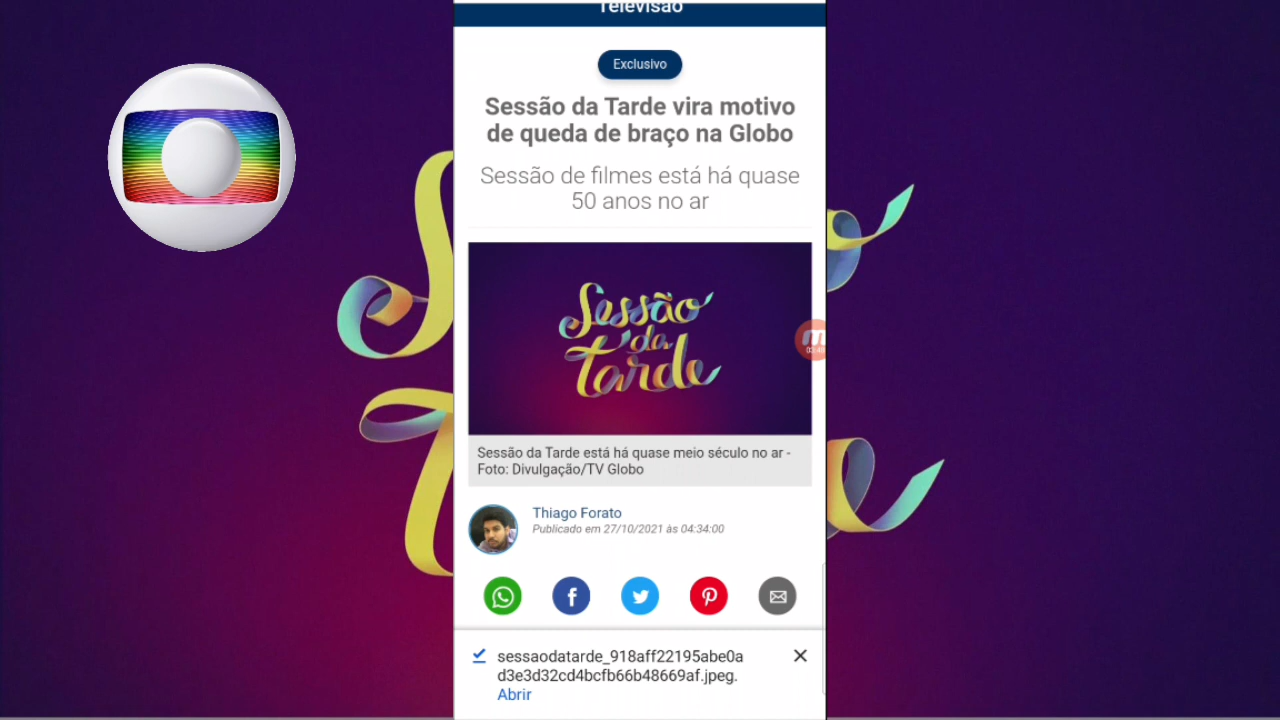 Televisão
Exclusivo
Sessão da Tarde vira motivo
de queda de braço na Globo
Sessão de filmes está há quase
50 anos no ar
Sessão
da
Tarde
Sessão da Tarde está há quase meio século no ar -
Foto: Divulgação/TV Globo
Thiago Forato
Publicado em 27/10/2021 às 04:34:00
sessaodatarde_918aff22195abe0a
d3e3d32cd4bcfb66b48669af.jpeg.
Abrir